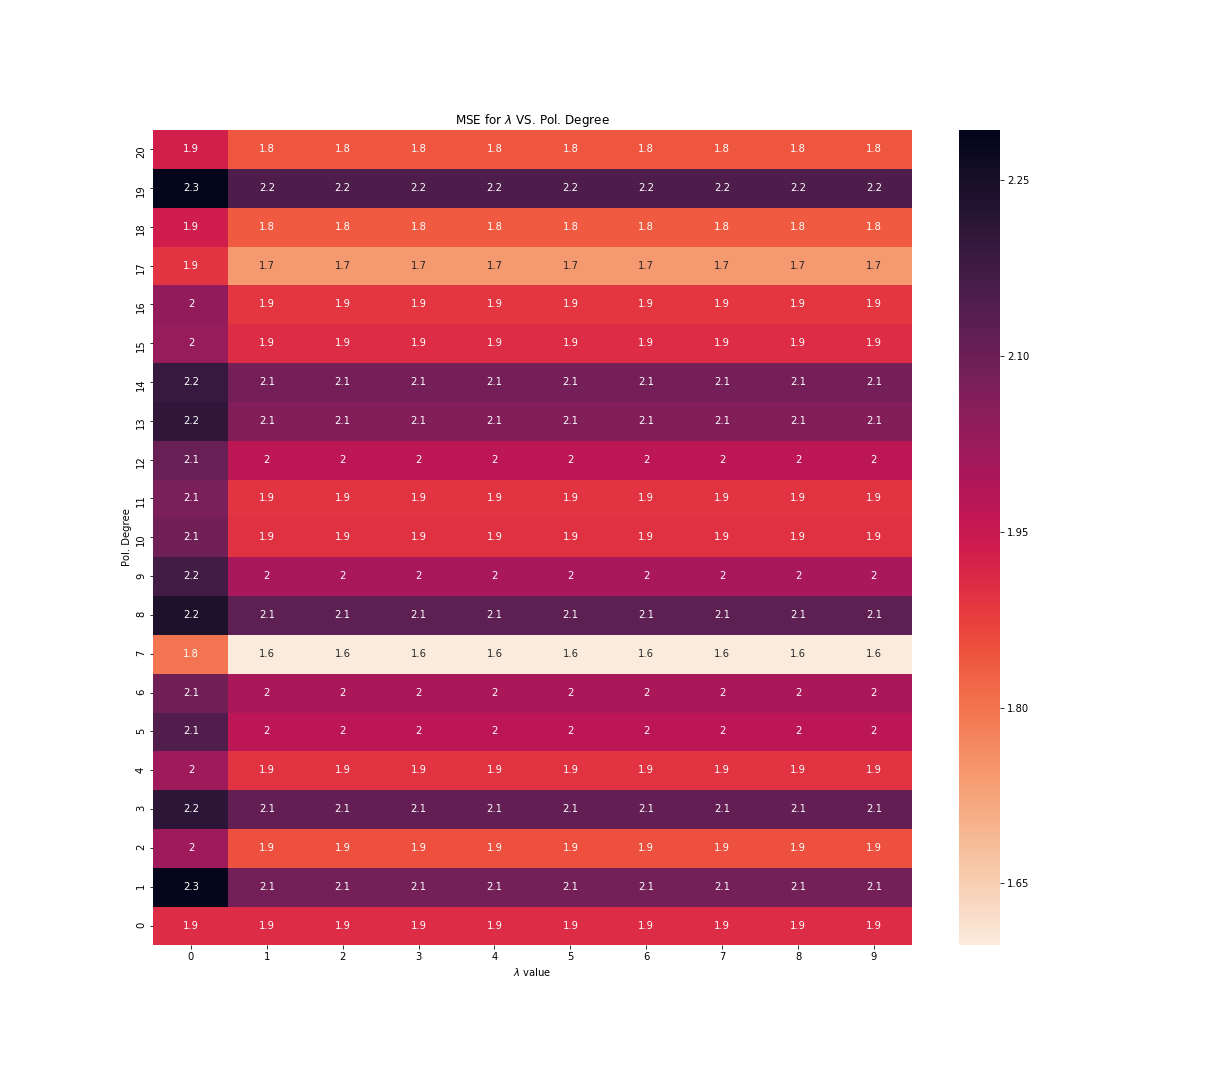 MSE for λ VS. Pol. Degree
20 1.9 1.8 1.8 1.8 1.8 1.8 1.8 1.8 1.8 1.8
19 2.3 2.2 2.2 2.2 2.2 2.2 2.2 2.2 2.2 2.2
18 1.9 1.8 1.8 1.8 1.8 1.8 1.8 1.8 1.8 1.8
17 1.9 1.7 1.7 1.7 1.7 1.7 1.7 1.7 1.7 1.7
16 2 1.9 1.9 1.9 1.9 1.9 1.9 1.9 1.9 1.9
15 2 1.9 1.9 1.9 1.9 1.9 1.9 1.9 1.9 1.9
14 2.2 2.1 2.1 2.1 2.1 2.1 2.1 2.1 2.1 2.1
13 2.2 2.1 2.1 2.1 2.1 2.1 2.1 2.1 2.1 2.1
12 2.1 2 2 2 2 2 2 2 2 2
11 2.1 1.9 1.9 1.9 1.9 1.9 1.9 1.9 1.9 1.9
10 2.1 1.9 1.9 1.9 1.9 1.9 1.9 1.9 1.9 1.9
9 2.2 2 2 2 2 2 2 2 2 2
8 2.2 2.1 2.1 2.1 2.1 2.1 2.1 2.1 2.1 2.1
7 1.8 1.6 1.6 1.6 1.6 1.6 1.6 1.6 1.6 1.6
6 2.1 2 2 2 2 2 2 2 2 2
5 2.1 2 2 2 2 2 2 2 2 2
4 2 1.9 1.9 1.9 1.9 1.9 1.9 1.9 1.9 1.9
3 2.2 2.1 2.1 2.1 2.1 2.1 2.1 2.1 2.1 2.1
2 2 1.9 1.9 1.9 1.9 1.9 1.9 1.9 1.9 1.9
1 2.3 2.1 2.1 2.1 2.1 2.1 2.1 2.1 2.1 2.1
0 1.9 1.9 1.9 1.9 1.9 1.9 1.9 1.9 1.9 1.9
0 1 2 3 4 5 6 7 8 9
λ value
Pol. Degree
2.25
2.10
1.95
1.80
1.65